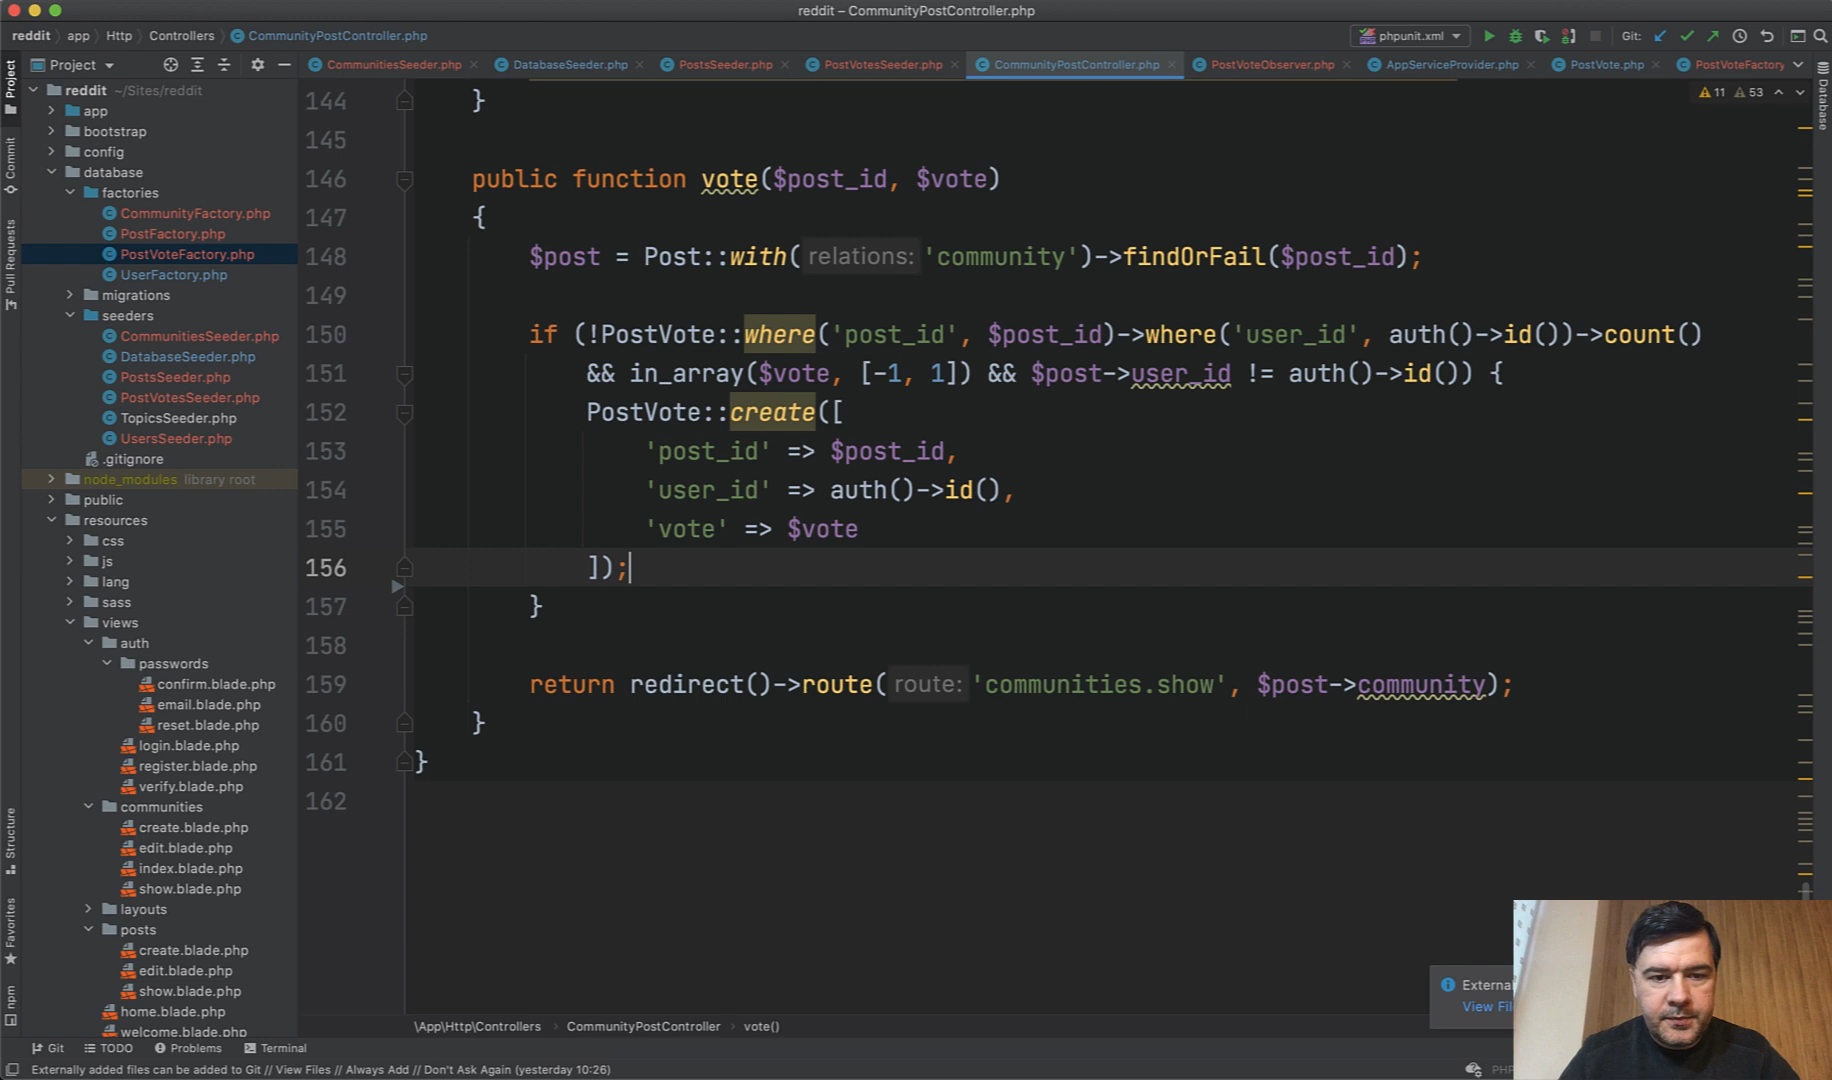 reddit – CommunityPostController.php
reddit
app
Http
Controllers
CommunityPostController.php
phpunit.xml
Git:
Project
CommunitiesSeeder.php
DatabaseSeeder.php
PostsSeeder.php
PostVotesSeeder.php
CommunityPostController.php
PostVoteObserver.php
AppServiceProvider.php
PostVote.php
PostVoteFactory
11
53
Project
Commit
Pull Requests
Structure
Favorites
npm
Database
reddit ~/Sites/reddit
app
bootstrap
config
database
factories
CommunityFactory.php
PostFactory.php
PostVoteFactory.php
UserFactory.php
migrations
seeders
CommunitiesSeeder.php
DatabaseSeeder.php
PostsSeeder.php
PostVotesSeeder.php
TopicsSeeder.php
UsersSeeder.php
.gitignore
node_modules library root
public
resources
css
js
lang
sass
views
auth
passwords
confirm.blade.php
email.blade.php
reset.blade.php
login.blade.php
register.blade.php
verify.blade.php
communities
create.blade.php
edit.blade.php
index.blade.php
show.blade.php
layouts
posts
create.blade.php
edit.blade.php
show.blade.php
home.blade.php
welcome.blade.php
144 }
145
146 public function vote($post_id, $vote)
147 {
148 $post = Post::with( relations: 'community')->findOrFail($post_id);
149
150 if (!PostVote::where('post_id', $post_id)->where('user_id', auth()->id())->count()
151 && in_array($vote, [-1, 1]) && $post->user_id != auth()->id()) {
152 PostVote::create([
153 'post_id' => $post_id,
154 'user_id' => auth()->id(),
155 'vote' => $vote
156 ]);
157 }
158
159 return redirect()->route( route: 'communities.show', $post->community);
160 }
161 }
162
Externa
View Fil
\App\Http\Controllers
CommunityPostController
vote()
Git
TODO
Problems
Terminal
Externally added files can be added to Git // View Files // Always Add // Don't Ask Again (yesterday 10:26)
PHP